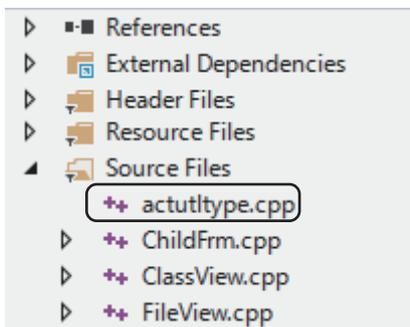 References
External Dependencies
Header Files
Resource Files
Source Files
actutltype.cpp
ChildFrm.cpp
ClassView.cpp
FileView.cpp